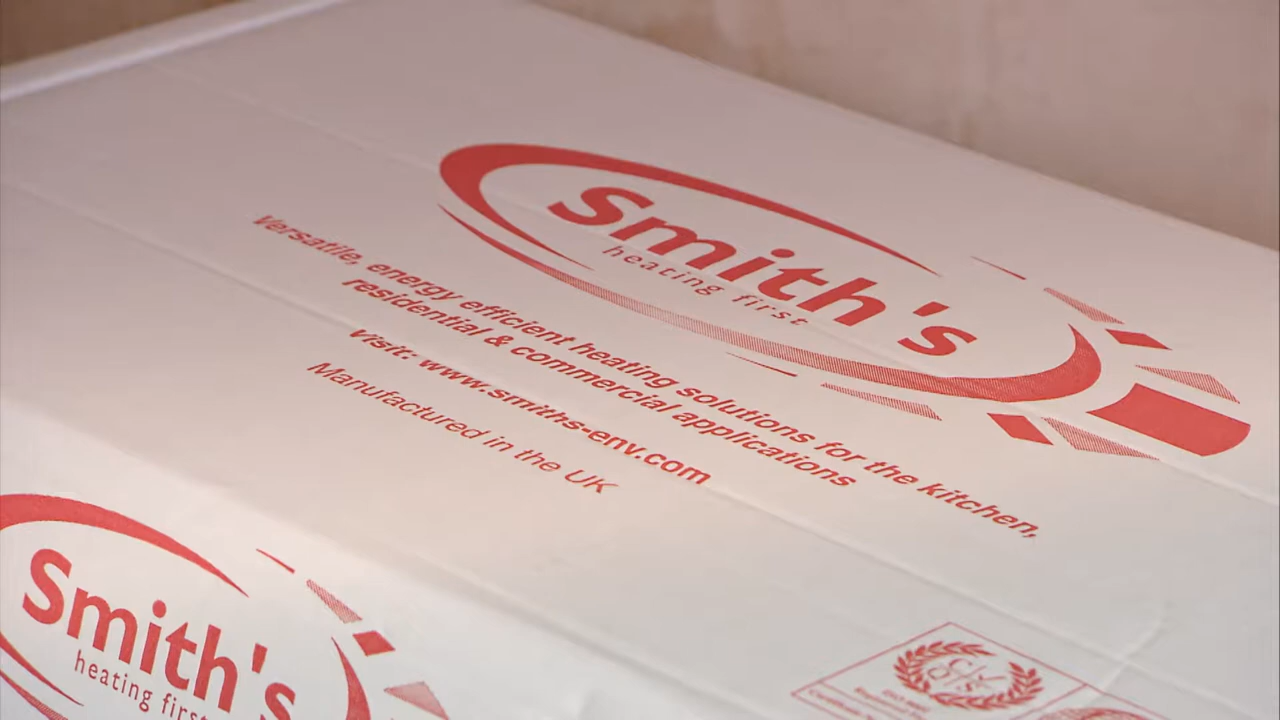 Smith's
heating first
Versatile, energy efficient heating solutions for the kitchen,
residential & commercial applications
visit: www.smiths-env.com
Manufactured in the UK
Smith's
heating first